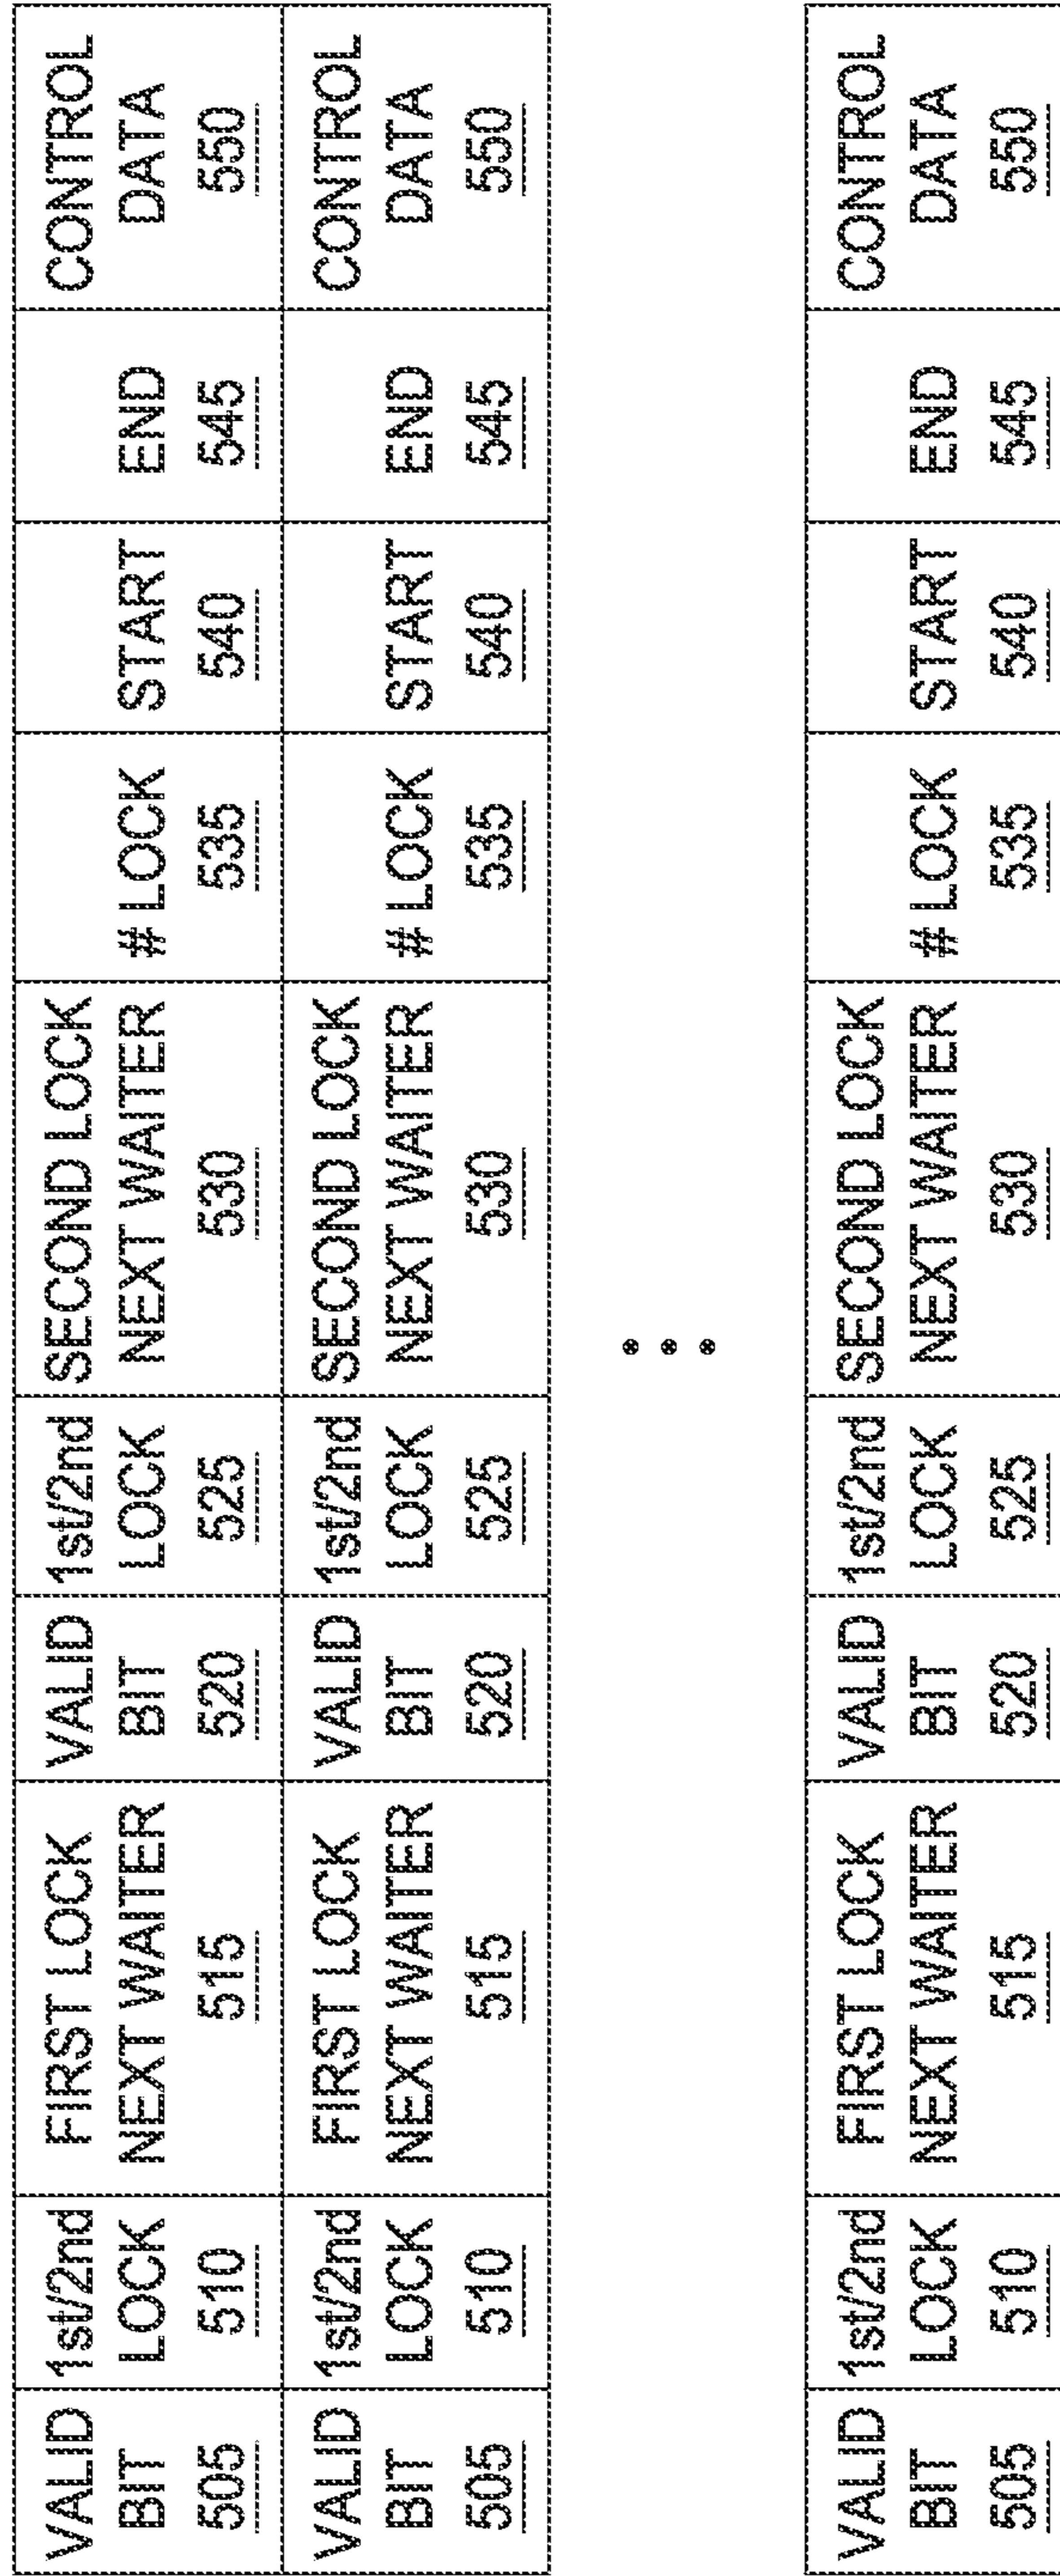 VALID
BIT
505
1st/2nd
LOCK
510
FIRST LOCK
NEXT WAITER
515
VALID
BIT
520
1st/2nd
LOCK
525
SECOND LOCK
NEXT WAITER
530
# LOCK
535
START
540
END
545
CONTROL
DATA
550
VALID
BIT
505
1st/2nd
LOCK
510
FIRST LOCK
NEXT WAITER
515
VALID
BIT
520
1st/2nd
LOCK
525
SECOND LOCK
NEXT WAITER
530
# LOCK
535
START
540
END
545
CONTROL
DATA
550
VALID
BIT
505
1st/2nd
LOCK
510
FIRST LOCK
NEXT WAITER
515
VALID
BIT
520
1st/2nd
LOCK
525
SECOND LOCK
NEXT WAITER
530
# LOCK
535
START
540
END
545
CONTROL
DATA
550